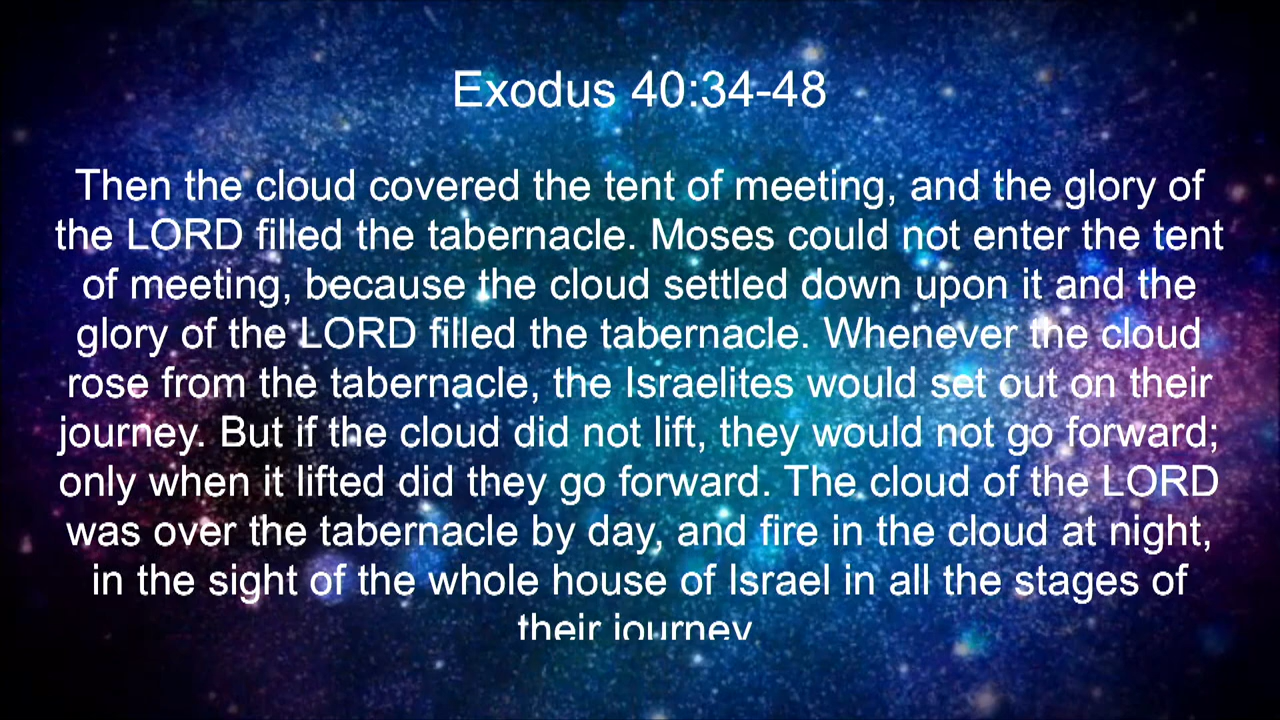 Exodus 40:34-48
Then the cloud covered the tent of meeting, and the glory of
the LORD filled the tabernacle. Moses could not enter the tent
of meeting, because the cloud settled down upon it and the
glory of the LORD filled the tabernacle. Whenever the cloud
rose from the tabernacle, the Israelites would set out on their
journey. But if the cloud did not lift, they would not go forward;
only when it lifted did they go forward. The cloud of the LORD
was over the tabernacle by day, and fire in the cloud at night,
in the sight of the whole house of Israel in all the stages of
their journey